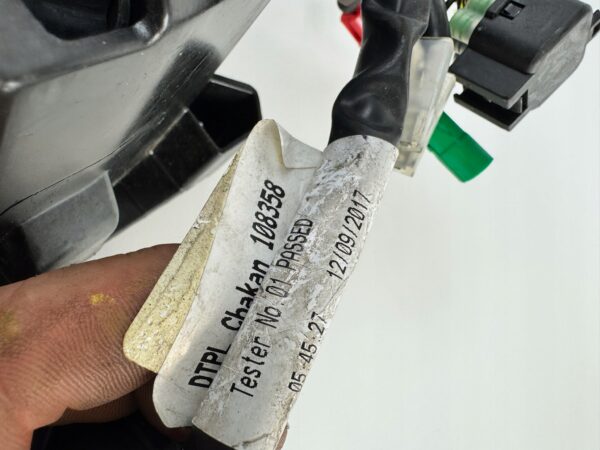 DTPL Chakan 108358
Tester No.01 PASSED
05:45:27 12/09/2017